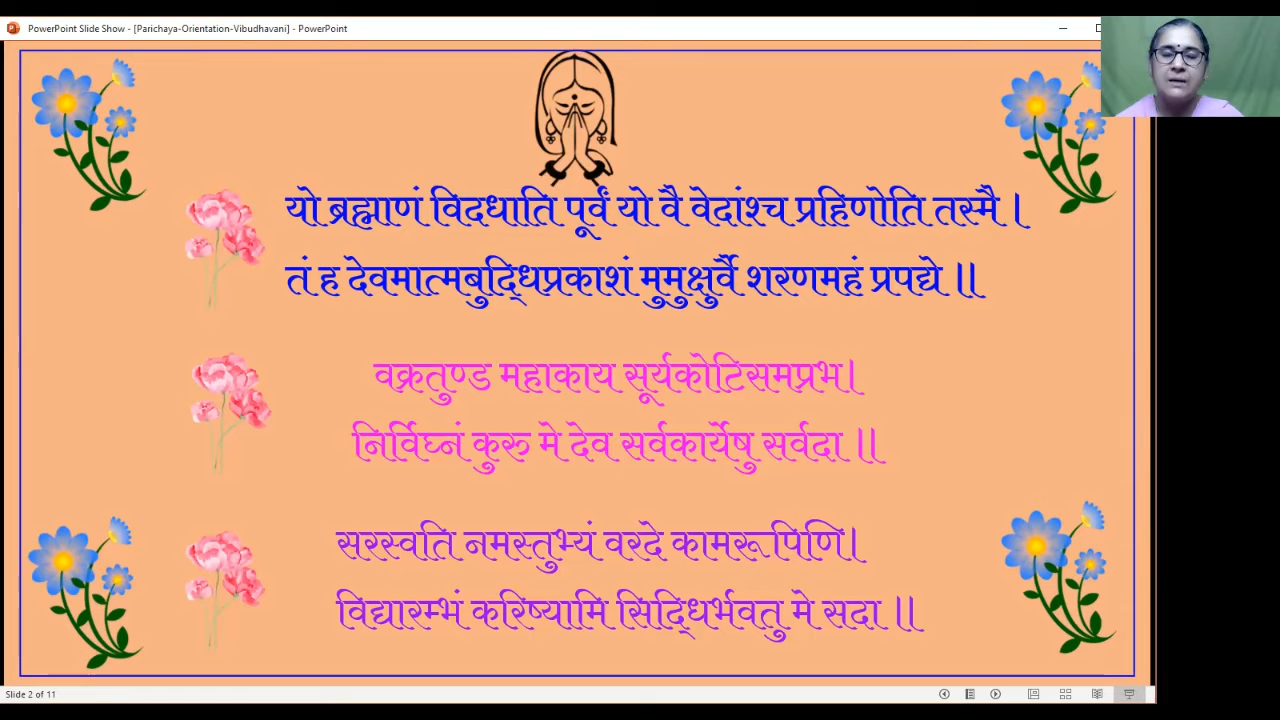 PowerPoint Slide Show - [Parichaya-Orientation-Vibudhavani] - PowerPoint
यो ब्रह्माणं विदधाति पूर्वं यो वै वेदांश्च प्रहिणोति तस्मै ।
तं ह देवमात्मबुद्धिप्रकाशं मुमुक्षुर्वै शरणमहं प्रपद्ये ॥
वक्रतुण्ड महाकाय सूर्यकोटिसमप्रभ।
निर्विघ्नं कुरु मे देव सर्वकार्येषु सर्वदा ॥
सरस्वति नमस्तुभ्यं वरदे कामरूपिणि।
विद्यारम्भं करिष्यामि सिद्धिर्भवतु मे सदा ॥
Slide 2 of 11